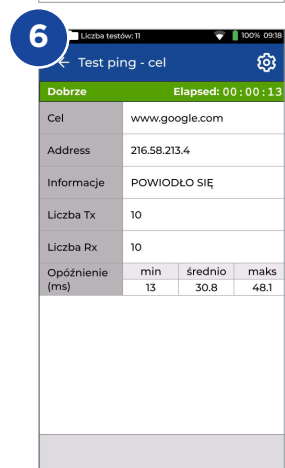 6
Liczba testów: 11 100% 09:18
Test ping - cel
Dobrze Elapsed: 00:00:13
Cel www.google.com
Address 216.58.213.4
Informacje POWIODŁO SIĘ
Liczba Tx 10
Liczba Rx 10
Opóźnienie (ms) min średnio maks
13 30.8 48.1